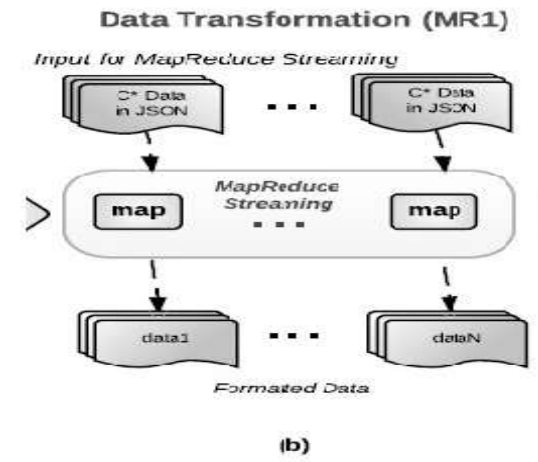 Data Transformation (MR1)
Input for MapReduce Streaming
C* Data
in JSON
C* Data
in JSON
MapReduce
Streaming
map
map
data1
dataN
Formated Data
(b)